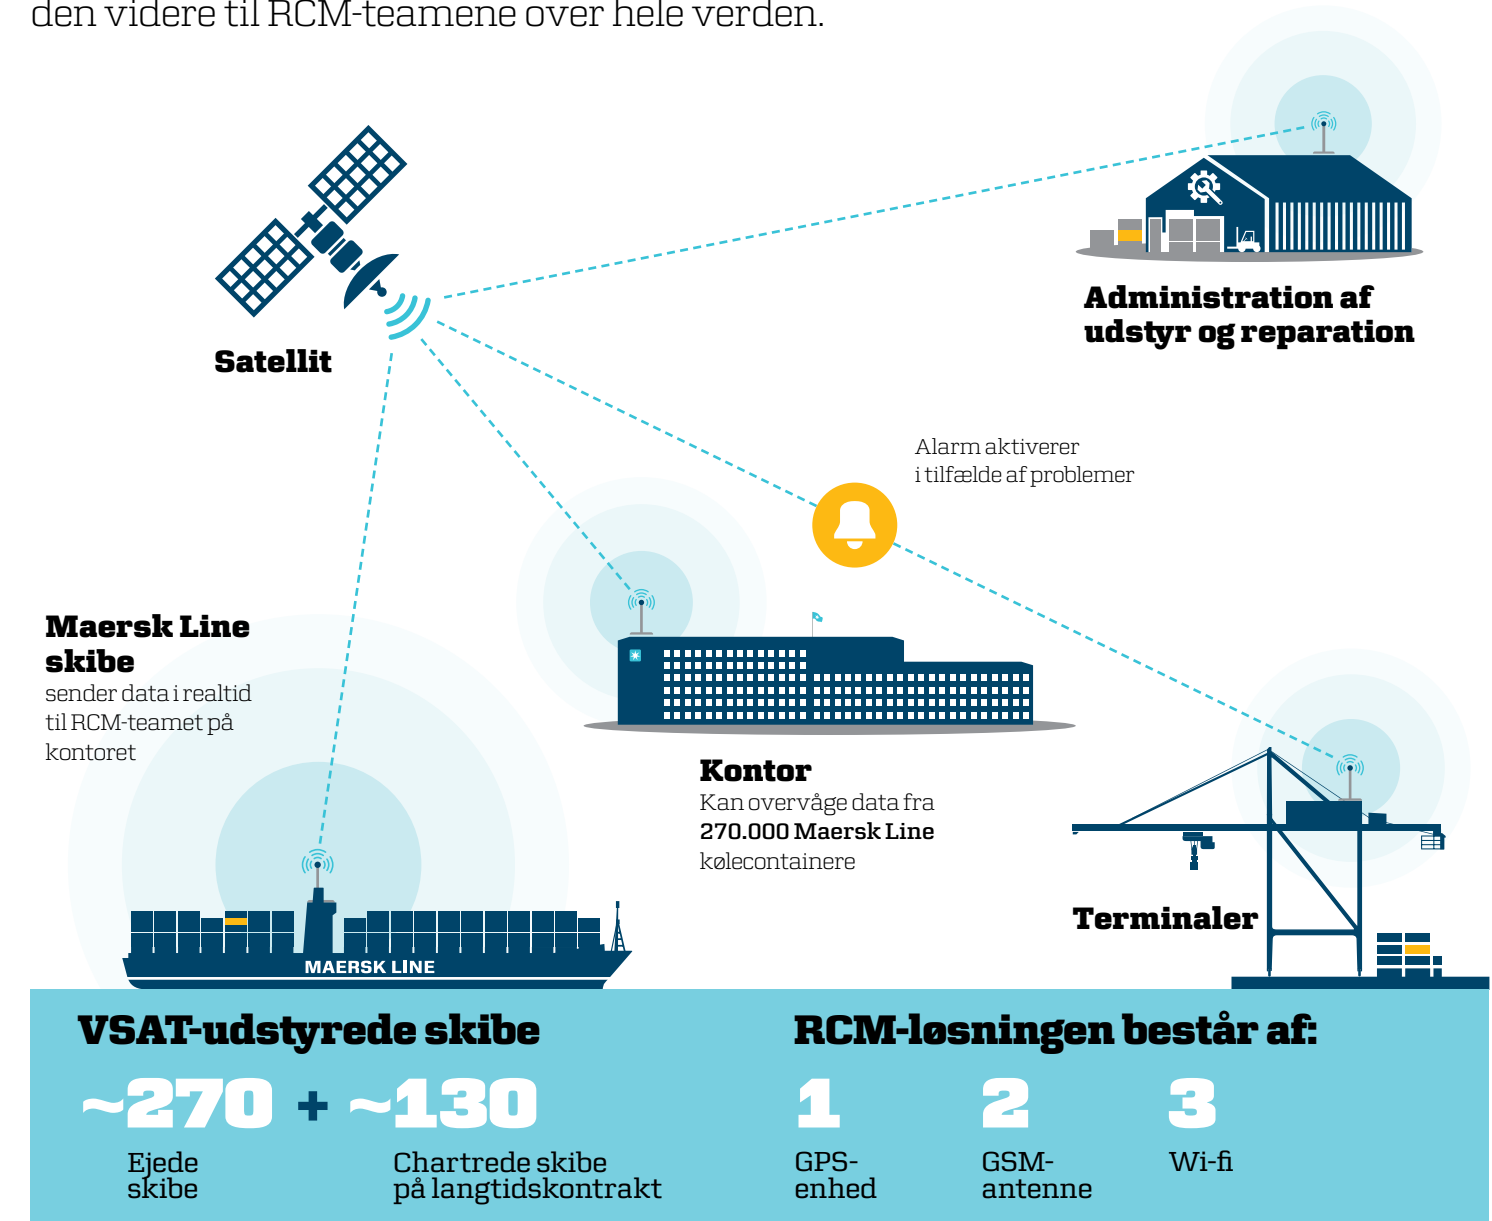 den videre til RCM-teamene over hele verden.
Satellit
Administration af
udstyr og reparation
Alarm aktiverer
i tilfælde af problemer
Maersk Line
skibe
sender data i realtid
til RCM-teamet på
kontoret
Kontor
Kan overvåge data fra
270.000 Maersk Line
kølecontainere
Terminaler
MAERSK LINE
VSAT-udstyrede skibe
~270 + ~130
Ejede
skibe
Chartrede skibe
på langtidskontrakt
RCM-løsningen består af:
1
GPS-
enhed
2
GSM-
antenne
3
Wi-fi